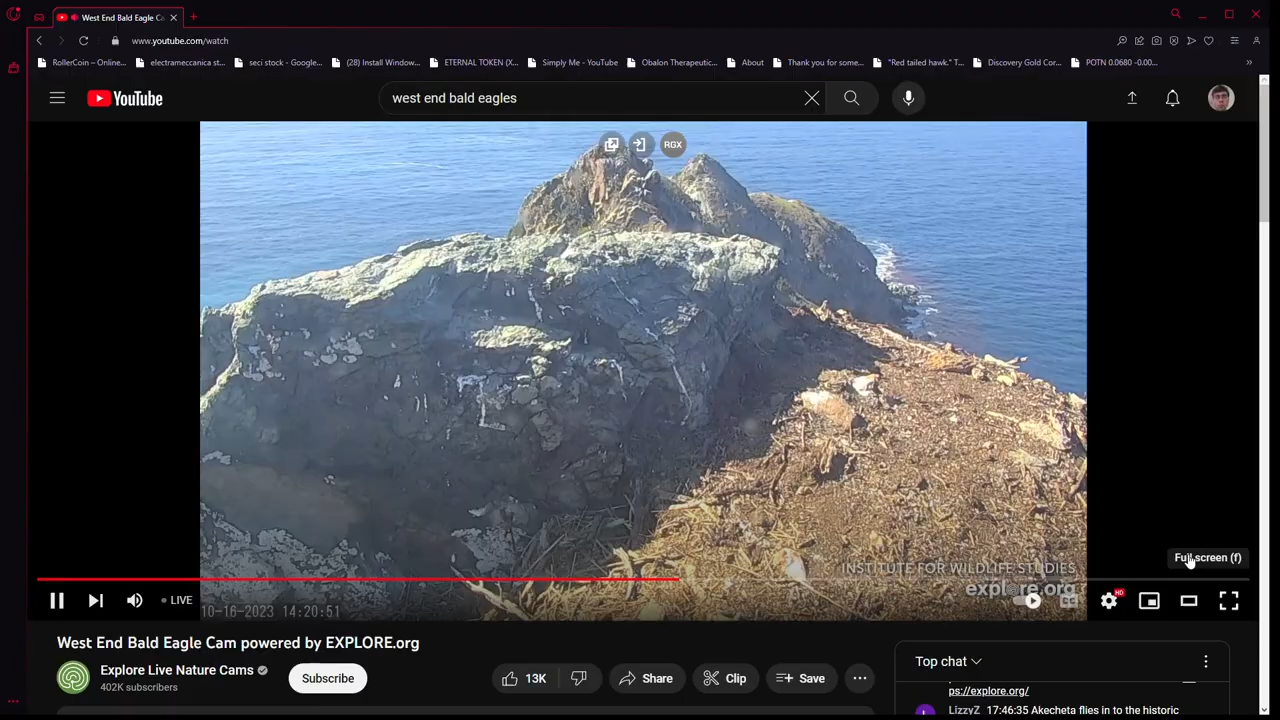 West End Bald Eagle Ca
www.youtube.com/watch
RollerCoin – Online...
electrameccanica st...
seci stock - Google...
(28) Install Window...
ETERNAL TOKEN (X...
Simply Me - YouTube
Obalon Therapeutic...
About
Thank you for some...
"Red tailed hawk." T...
Discovery Gold Cor...
POTN 0.0680 -0.00...
YouTube
west end bald eagles
RGX
Full screen (f)
INSTITUTE FOR WILDLIFE STUDIES
explore.org
LIVE
10-16-2023 14:20:51
HD
West End Bald Eagle Cam powered by EXPLORE.org
Explore Live Nature Cams
402K subscribers
Subscribe
13K
Share
Clip
Save
Top chat
ps://explore.org/
LizzyZ 17:46:35 Akecheta flies in to the historic